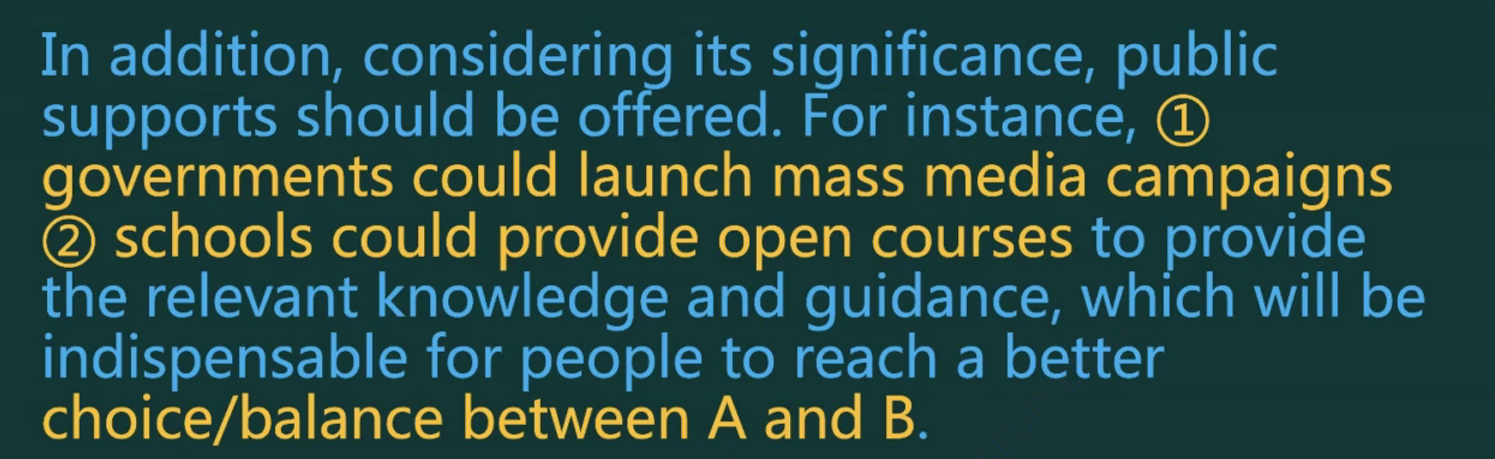 In addition, considering its significance, public
supports should be offered. For instance, ①
governments could launch mass media campaigns
② schools could provide open courses to provide
the relevant knowledge and guidance, which will be
indispensable for people to reach a better
choice/balance between A and B.